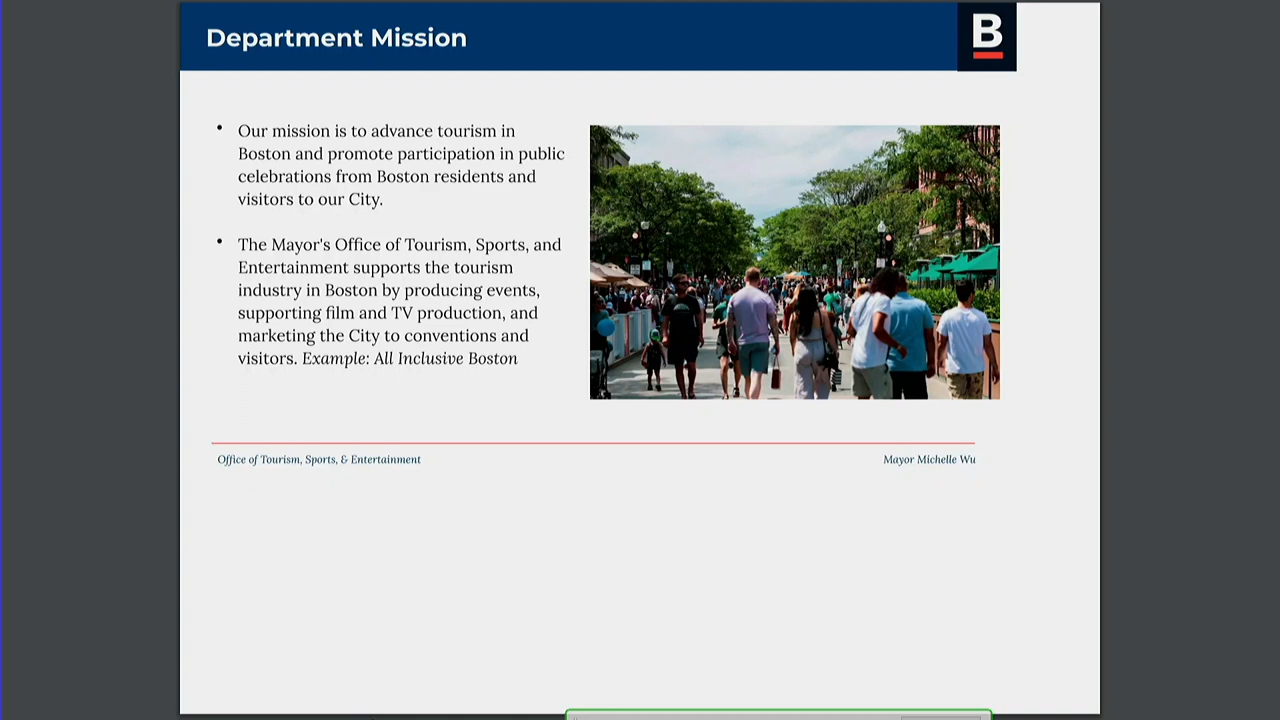 Department Mission
B
• Our mission is to advance tourism in
Boston and promote participation in public
celebrations from Boston residents and
visitors to our City.
• The Mayor's Office of Tourism, Sports, and
Entertainment supports the tourism
industry in Boston by producing events,
supporting film and TV production, and
marketing the City to conventions and
visitors. Example: All Inclusive Boston
Office of Tourism, Sports, & Entertainment
Mayor Michelle Wu